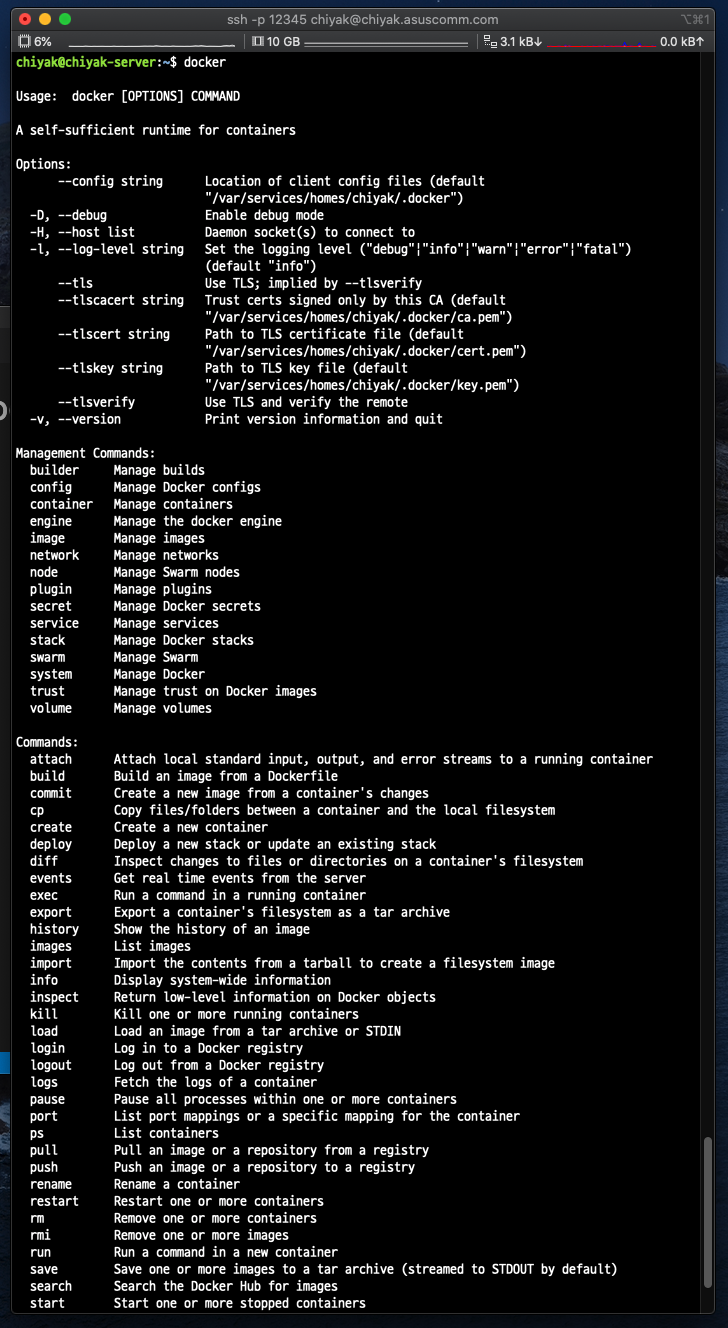 ssh -p 12345 chiyak@chiyak.asuscomm.com
⌥⌘1
6% 10 GB 3.1 kB↓ 0.0 kB↑
chiyak@chiyak-server:~$ docker
Usage:  docker [OPTIONS] COMMAND
A self-sufficient runtime for containers
Options:
      --config string      Location of client config files (default
                           "/var/services/homes/chiyak/.docker")
  -D, --debug              Enable debug mode
  -H, --host list          Daemon socket(s) to connect to
  -l, --log-level string   Set the logging level ("debug"|"info"|"warn"|"error"|"fatal")
                           (default "info")
      --tls                Use TLS; implied by --tlsverify
      --tlscacert string   Trust certs signed only by this CA (default
                           "/var/services/homes/chiyak/.docker/ca.pem")
      --tlscert string     Path to TLS certificate file (default
                           "/var/services/homes/chiyak/.docker/cert.pem")
      --tlskey string      Path to TLS key file (default
                           "/var/services/homes/chiyak/.docker/key.pem")
      --tlsverify          Use TLS and verify the remote
  -v, --version            Print version information and quit
Management Commands:
  builder     Manage builds
  config      Manage Docker configs
  container   Manage containers
  engine      Manage the docker engine
  image       Manage images
  network     Manage networks
  node        Manage Swarm nodes
  plugin      Manage plugins
  secret      Manage Docker secrets
  service     Manage services
  stack       Manage Docker stacks
  swarm       Manage Swarm
  system      Manage Docker
  trust       Manage trust on Docker images
  volume      Manage volumes
Commands:
  attach      Attach local standard input, output, and error streams to a running container
  build       Build an image from a Dockerfile
  commit      Create a new image from a container's changes
  cp          Copy files/folders between a container and the local filesystem
  create      Create a new container
  deploy      Deploy a new stack or update an existing stack
  diff        Inspect changes to files or directories on a container's filesystem
  events      Get real time events from the server
  exec        Run a command in a running container
  export      Export a container's filesystem as a tar archive
  history     Show the history of an image
  images      List images
  import      Import the contents from a tarball to create a filesystem image
  info        Display system-wide information
  inspect     Return low-level information on Docker objects
  kill        Kill one or more running containers
  load        Load an image from a tar archive or STDIN
  login       Log in to a Docker registry
  logout      Log out from a Docker registry
  logs        Fetch the logs of a container
  pause       Pause all processes within one or more containers
  port        List port mappings or a specific mapping for the container
  ps          List containers
  pull        Pull an image or a repository from a registry
  push        Push an image or a repository to a registry
  rename      Rename a container
  restart     Restart one or more containers
  rm          Remove one or more containers
  rmi         Remove one or more images
  run         Run a command in a new container
  save        Save one or more images to a tar archive (streamed to STDOUT by default)
  search      Search the Docker Hub for images
  start       Start one or more stopped containers